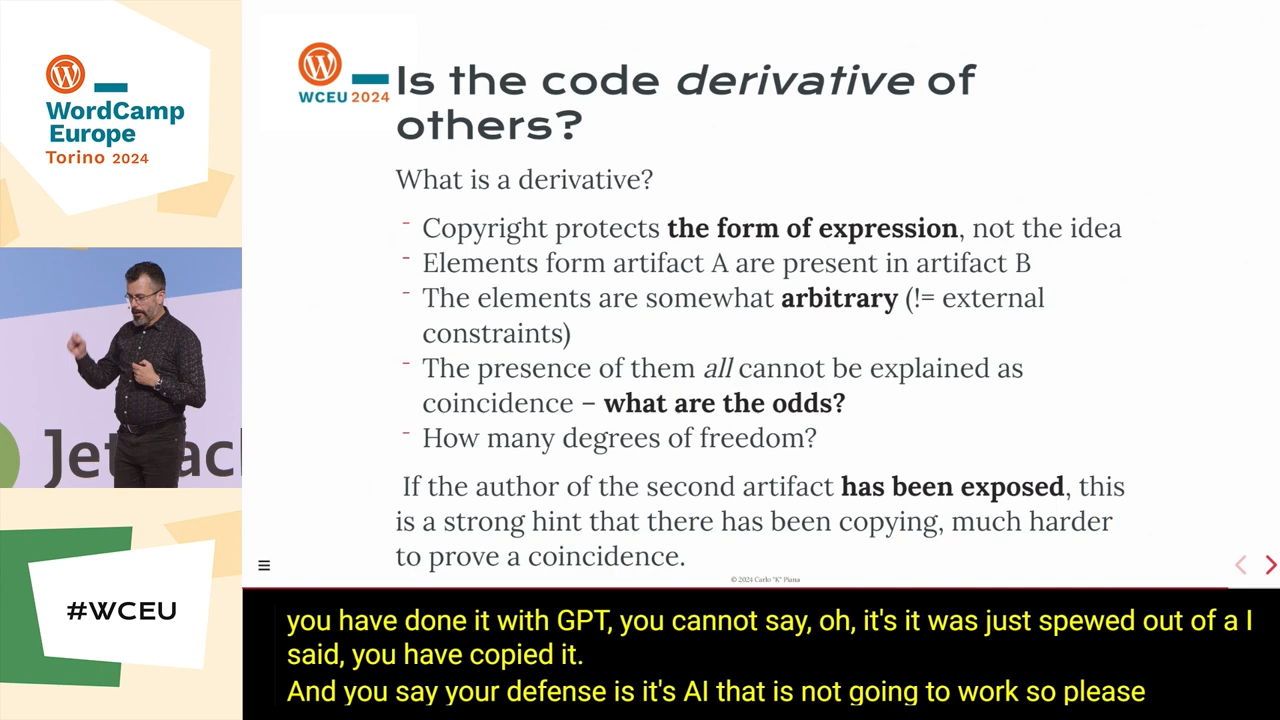 WordCamp
Europe
Torino 2024
WCEU 2024
Is the code derivative of
others?
What is a derivative?
- Copyright protects the form of expression, not the idea
- Elements form artifact A are present in artifact B
- The elements are somewhat arbitrary (!= external
constraints)
- The presence of them all cannot be explained as
coincidence – what are the odds?
- How many degrees of freedom?
If the author of the second artifact has been exposed, this
is a strong hint that there has been copying, much harder
to prove a coincidence.
© 2024 Carlo "K" Piana
Jet ac
#WCEU
you have done it with GPT, you cannot say, oh, it's it was just spewed out of a I
said, you have copied it.
And you say your defense is it's AI that is not going to work so please